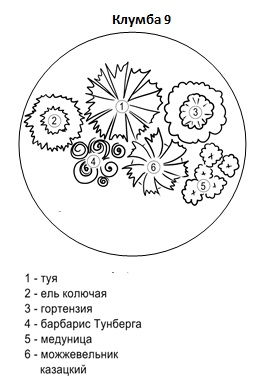 Клумба 9
1
2
3
4
6
5
1 - туя
2 - ель колючая
3 - гортензия
4 - барбарис Тунберга
5 - медуница
6 - можжевельник
казацкий